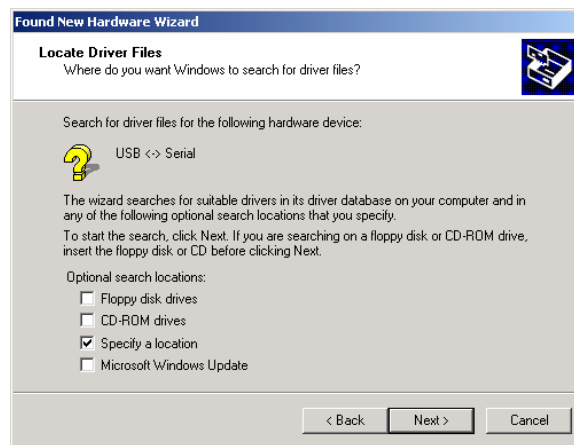 Found New Hardware Wizard
Locate Driver Files
Where do you want Windows to search for driver files?
Search for driver files for the following hardware device:
USB <-> Serial
The wizard searches for suitable drivers in its driver database on your computer and in
any of the following optional search locations that you specify.
To start the search, click Next. If you are searching on a floppy disk or CD-ROM drive,
insert the floppy disk or CD before clicking Next.
Optional search locations:
Floppy disk drives
CD-ROM drives
Specify a location
Microsoft Windows Update
< Back Next > Cancel